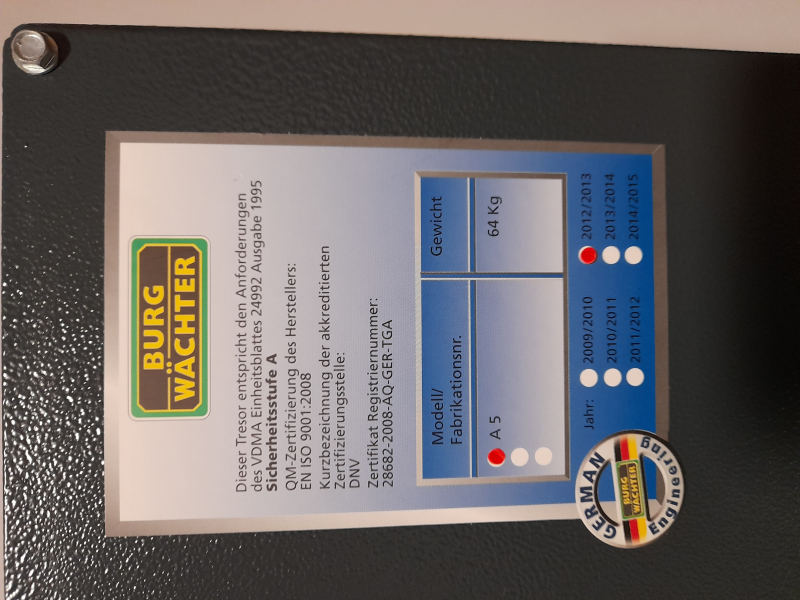 BURG
WÄCHTER
Dieser Tresor entspricht den Anforderungen
des VDMA Einheitsblattes 24992 Ausgabe 1995
Sicherheitsstufe A
QM-Zertifizierung des Herstellers:
EN ISO 9001:2008
Kurzbezeichnung der akkreditierten
Zertifizierungsstelle:
DNV
Zertifikat Registriernummer:
28682-2008-AQ-GER-TGA
Modell/
Fabrikationsnr.
Gewicht
A 5
64 Kg
Jahr:
2009/2010
2012/2013
2010/2011
2013/2014
2011/2012
2014/2015
GERMAN
BURG
WÄCHTER
Engineering